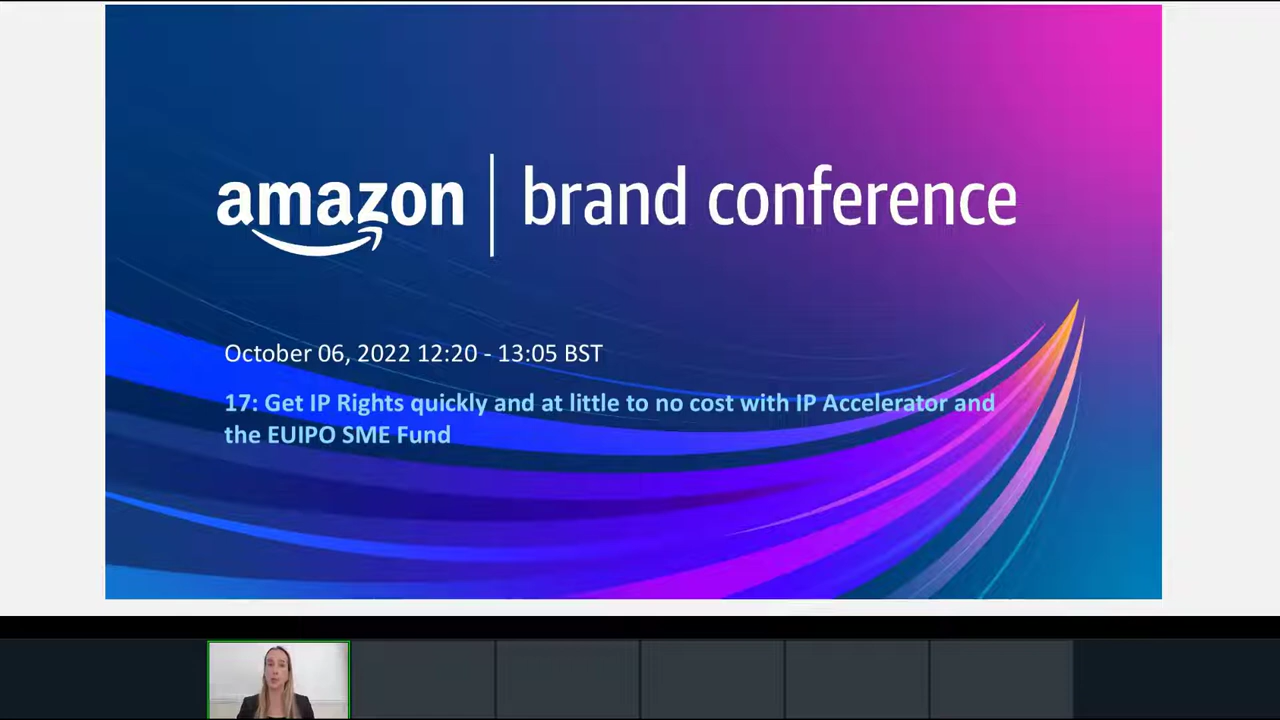 amazon | brand conference
October 06, 2022 12:20 - 13:05 BST
17: Get IP Rights quickly and at little to no cost with IP Accelerator and
the EUIPO SME Fund